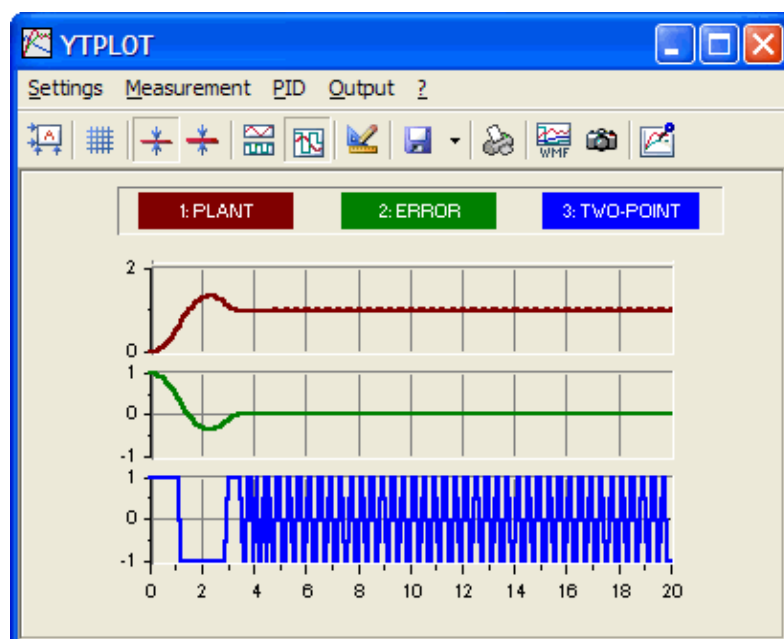 YTPLOT
Settings Measurement PID Output ?
A
WMF
1: PLANT 2: ERROR 3: TWO-POINT
2
0
1
0
-1
1
0
-1
0 2 4 6 8 10 12 14 16 18 20